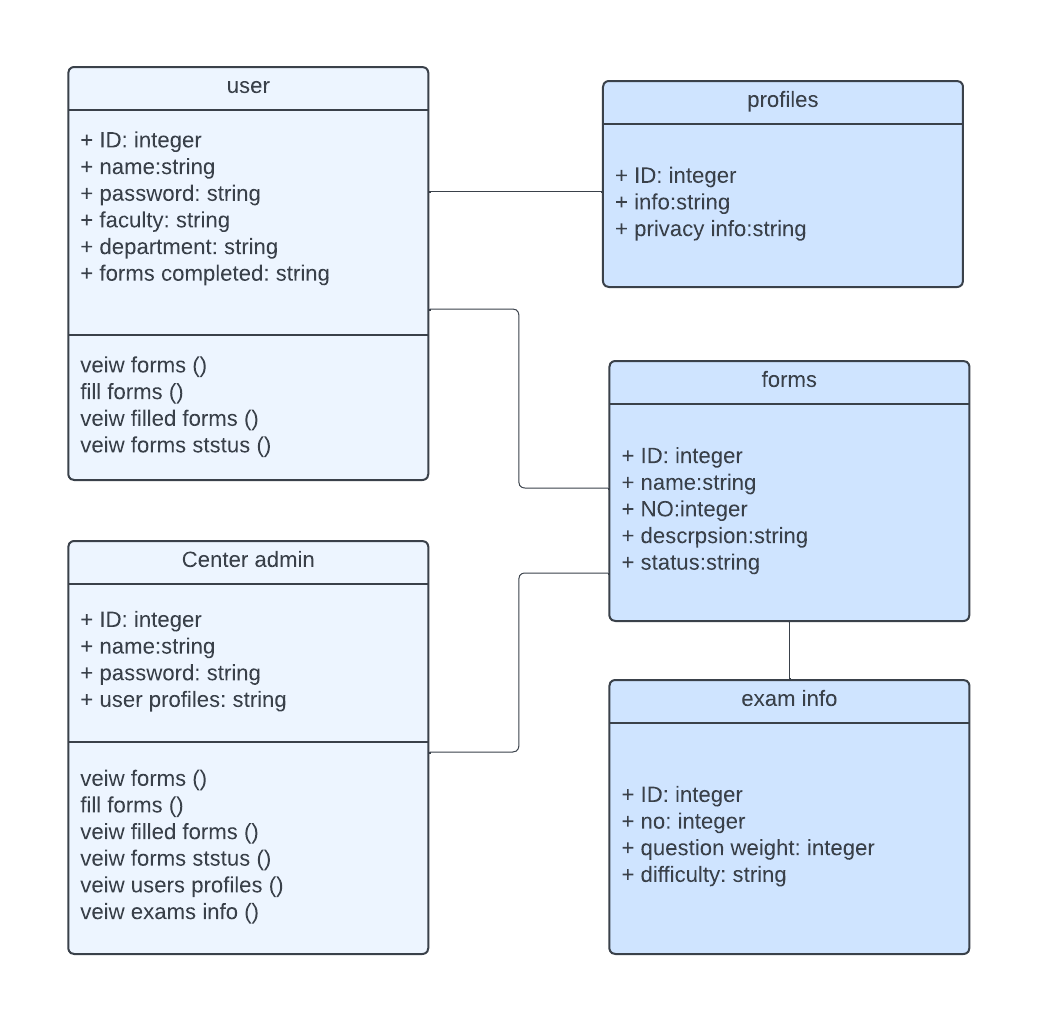 user
+ ID: integer
+ name:string
+ password: string
+ faculty: string
+ department: string
+ forms completed: string
veiw forms ()
fill forms ()
veiw filled forms ()
veiw forms ststus ()
profiles
+ ID: integer
+ info:string
+ privacy info:string
forms
+ ID: integer
+ name:string
+ NO:integer
+ descrpsion:string
+ status:string
Center admin
+ ID: integer
+ name:string
+ password: string
+ user profiles: string
veiw forms ()
fill forms ()
veiw filled forms ()
veiw forms ststus ()
veiw users profiles ()
veiw exams info ()
exam info
+ ID: integer
+ no: integer
+ question weight: integer
+ difficulty: string